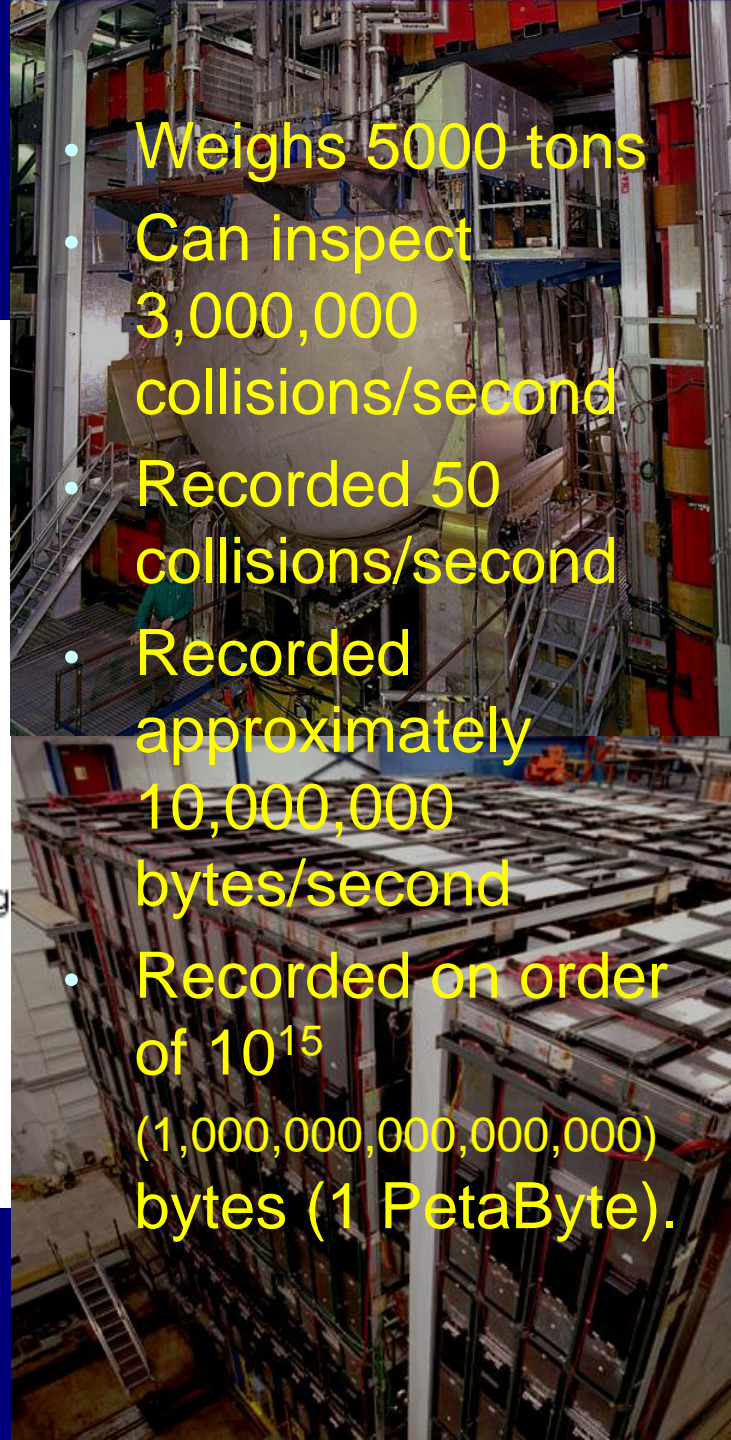 • Weighs 5000 tons
• Can inspect
3,000,000
collisions/second
• Recorded 50
collisions/second
• Recorded
approximately
10,000,000
bytes/second
g
• Recorded on order
of 10¹⁵
(1,000,000,000,000,000)
bytes (1 PetaByte).